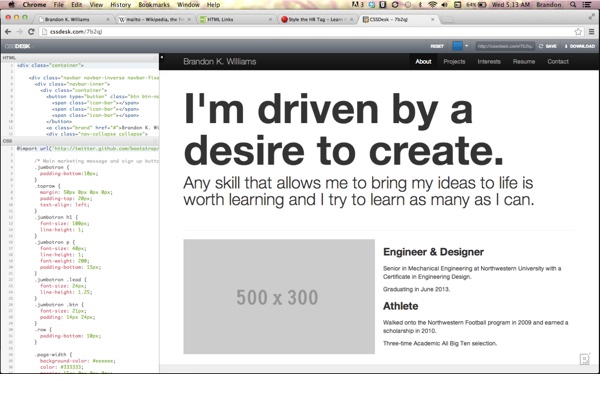 Chrome File Edit View History Bookmarks Window Help
3 64% Wed 5:13 AM Brandon
Brandon K. Williams
mailto - Wikipedia, the
HTML Links
Style the HR Tag – Learn
CSSDesk – 7b2qJ
cssdesk.com/7b2qJ
CSSDESK
RESET http://cssdesk.com/7b2qJ SAVE DOWNLOAD
HTML
<div class="container">
<div class="navbar navbar-inverse navbar-fixe
<div class="navbar-inner">
<div class="container">
<button type="button" class="btn btn-na
<span class="icon-bar"></span>
<span class="icon-bar"></span>
<span class="icon-bar"></span>
</button>
<a class="brand" href="#">Brandon K. Wi
<div class="nav-collapse collapse">
CSS
@import url('http://twitter.github.com/bootstrap
/* Main marketing message and sign up button
.jumbotron {
padding-bottom:10px;
}
.toprow {
margin: 50px 0px 0px 0px;
padding-top: 20px;
text-align: left;
}
.jumbotron h1 {
font-size: 100px;
line-height: 1;
}
.jumbotron p {
font-size: 40px;
line-height: 1;
font-weight: 200;
padding-bottom: 15px;
}
.jumbotron .lead {
font-size: 24px;
line-height: 1.25;
}
.jumbotron .btn {
font-size: 21px;
padding: 14px 24px;
}
.row {
padding-bottom: 10px;
}
.page-width {
background-color: #eeeeee;
color: #333333;
Brandon K. Williams
About Projects Interests Resume Contact
I'm driven by a
desire to create.
Any skill that allows me to bring my ideas to life is
worth learning and I try to learn as many as I can.
500 x 300
Engineer & Designer
Senior in Mechanical Engineering at Northwestern University with a
Certificate in Engineering Design.
Graduating in June 2013.
Athlete
Walked onto the Northwestern Football program in 2009 and earned a
scholarship in 2010.
Three-time Academic All Big Ten selection.